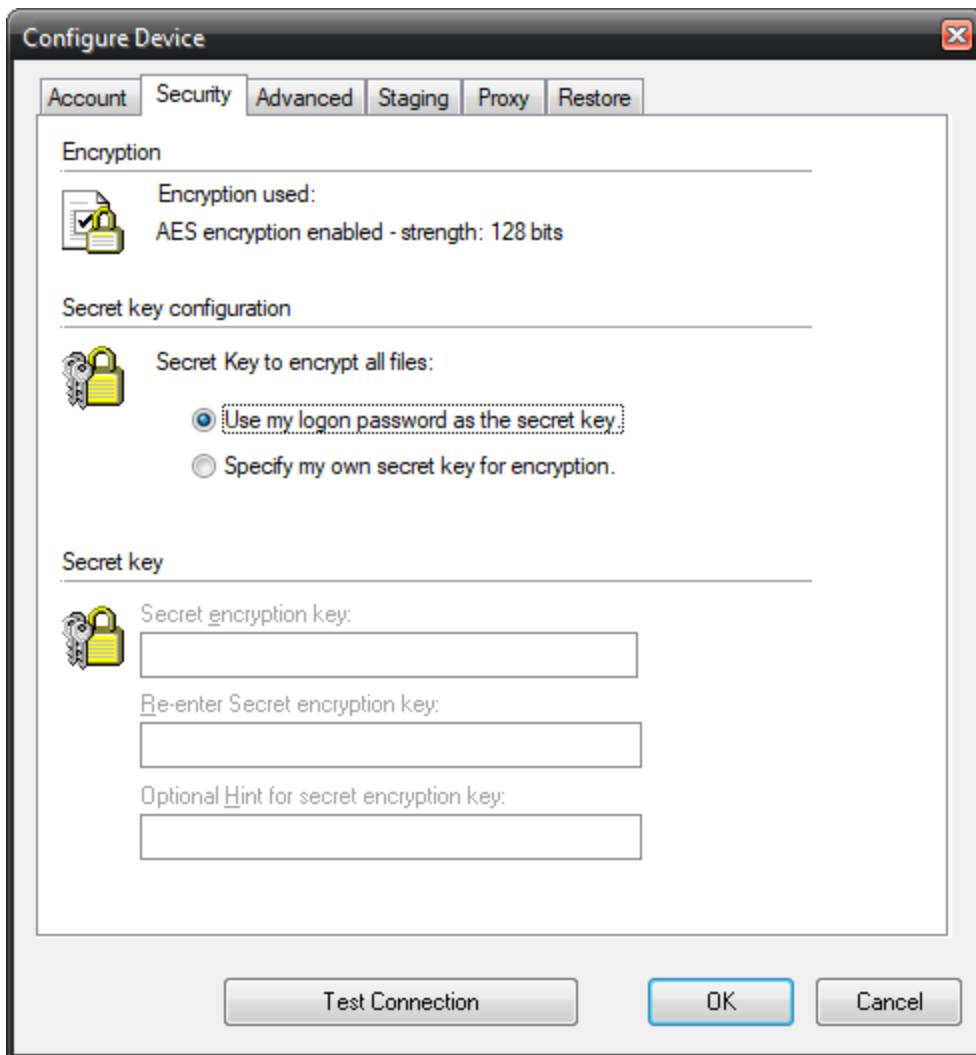 Configure Device
Account Security Advanced Staging Proxy Restore
Encryption
Encryption used:
AES encryption enabled - strength: 128 bits
Secret key configuration
Secret Key to encrypt all files:
Use my logon password as the secret key.
Specify my own secret key for encryption.
Secret key
Secret encryption key:
Re-enter Secret encryption key:
Optional Hint for secret encryption key:
Test Connection OK Cancel